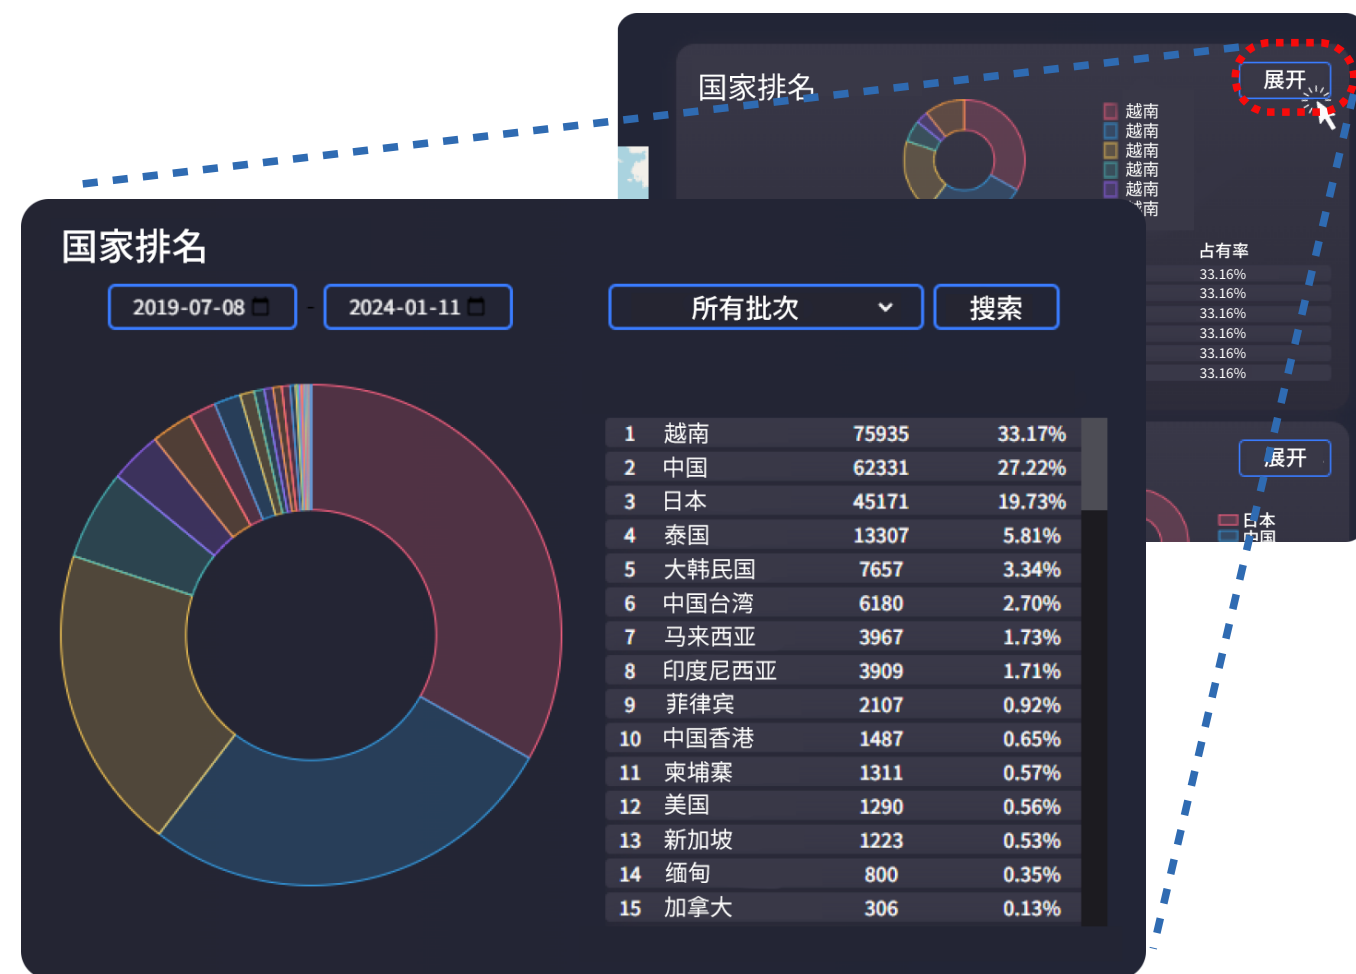 国家排名
展开
越南
越南
越南
越南
越南
越南
占有率
33.16%
33.16%
33.16%
33.16%
33.16%
33.16%
展开
日本
中国
国家排名
2019-07-08 - 2024-01-11 所有批次 搜索
1 越南 75935 33.17%
2 中国 62331 27.22%
3 日本 45171 19.73%
4 泰国 13307 5.81%
5 大韩民国 7657 3.34%
6 中国台湾 6180 2.70%
7 马来西亚 3967 1.73%
8 印度尼西亚 3909 1.71%
9 菲律宾 2107 0.92%
10 中国香港 1487 0.65%
11 柬埔寨 1311 0.57%
12 美国 1290 0.56%
13 新加坡 1223 0.53%
14 缅甸 800 0.35%
15 加拿大 306 0.13%